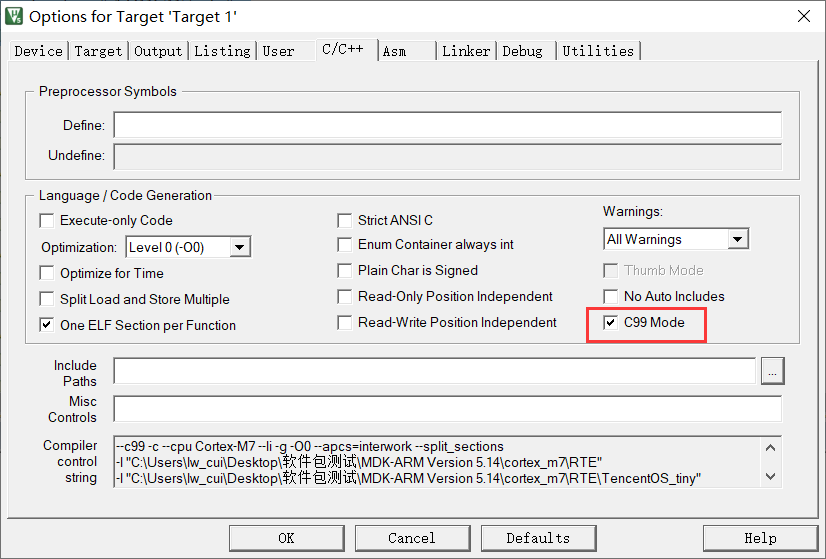 Options for Target 'Target 1'
Device Target Output Listing User C/C++ Asm Linker Debug Utilities
Preprocessor Symbols
Define:
Undefine:
Language / Code Generation
Execute-only Code
Optimization: Level 0 (-O0)
Optimize for Time
Split Load and Store Multiple
One ELF Section per Function
Strict ANSI C
Enum Container always int
Plain Char is Signed
Read-Only Position Independent
Read-Write Position Independent
Warnings:
All Warnings
Thumb Mode
No Auto Includes
C99 Mode
Include
Paths
...
Misc
Controls
Compiler
control
string
--c99 -c --cpu Cortex-M7 --li -g -O0 --apcs=interwork --split_sections
-I "C:\Users\lw_cui\Desktop\软件包测试\MDK-ARM Version 5.14\cortex_m7\RTE"
-I "C:\Users\lw_cui\Desktop\软件包测试\MDK-ARM Version 5.14\cortex_m7\RTE\TencentOS_tiny"
OK Cancel Defaults Help